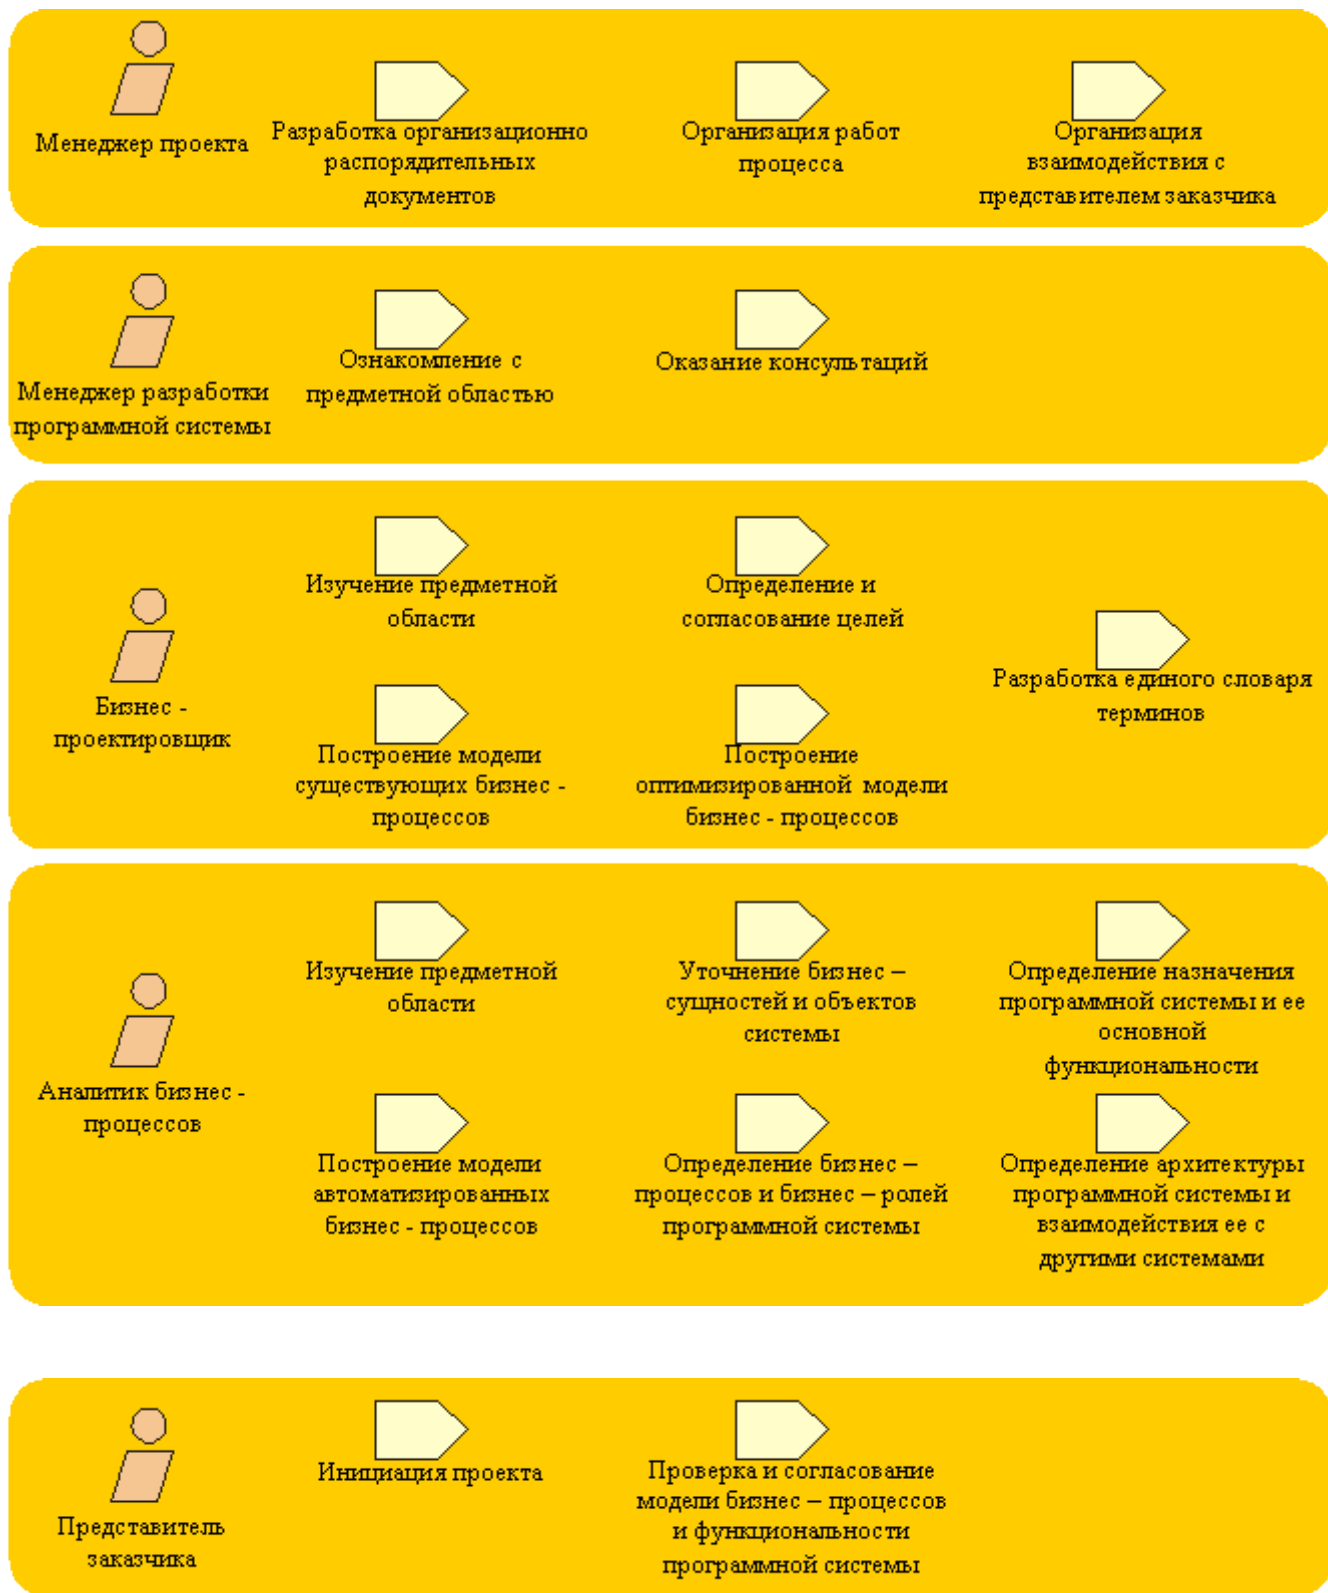 Менеджер проекта
Разработка организационно
распорядительных
документов
Организация работ
процесса
Организация
взаимодействия с
представителем заказчика
Менеджер разработки
программной системы
Ознакомление с
предметной областью
Оказание консультаций
Бизнес -
проектировщик
Изучение предметной
области
Определение и
согласование целей
Разработка единого словаря
терминов
Построение модели
существующих бизнес -
процессов
Построение
оптимизированной модели
бизнес - процессов
Аналитик бизнес -
процессов
Изучение предметной
области
Уточнение бизнес –
сущностей и объектов
системы
Определение назначения
программной системы и ее
основной
функциональности
Построение модели
автоматизированных
бизнес - процессов
Определение бизнес –
процессов и бизнес – ролей
программной системы
Определение архитектуры
программной системы и
взаимодействия ее с
другими системами
Представитель
заказчика
Инициация проекта
Проверка и согласование
модели бизнес – процессов
и функциональности
программной системы